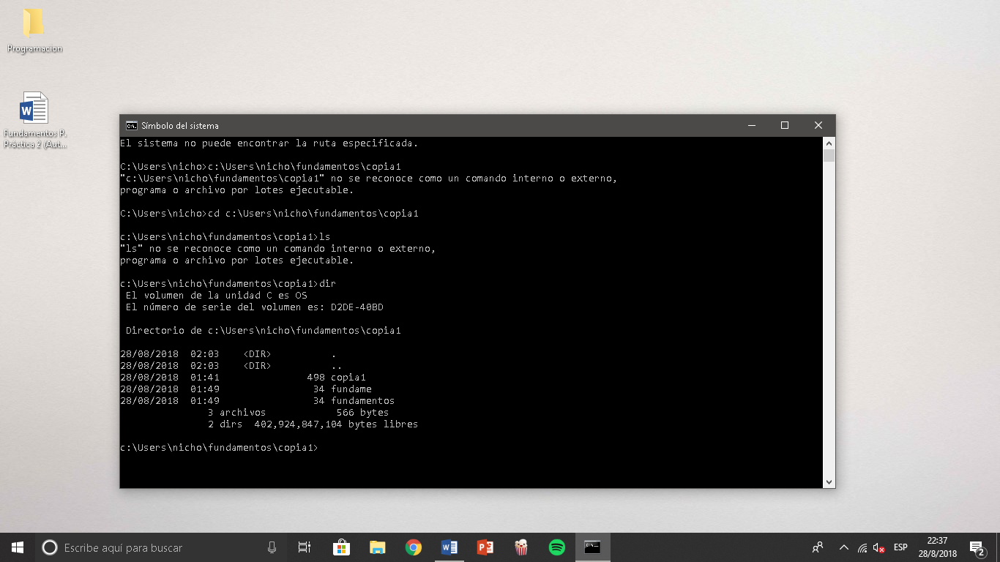 Programacion
Fundamentos P.
Práctica 2 (Aut...
Símbolo del sistema
El sistema no puede encontrar la ruta especificada.
C:\Users\nicho>c:\Users\nicho\fundamentos\copia1
"c:\Users\nicho\fundamentos\copia1" no se reconoce como un comando interno o externo,
programa o archivo por lotes ejecutable.
C:\Users\nicho>cd c:\Users\nicho\fundamentos\copia1
c:\Users\nicho\fundamentos\copia1>ls
"ls" no se reconoce como un comando interno o externo,
programa o archivo por lotes ejecutable.
c:\Users\nicho\fundamentos\copia1>dir
 El volumen de la unidad C es OS
 El número de serie del volumen es: D2DE-40BD
 Directorio de c:\Users\nicho\fundamentos\copia1
28/08/2018  02:03    <DIR>          .
28/08/2018  02:03    <DIR>          ..
28/08/2018  01:41               498 copia1
28/08/2018  01:49                34 fundame
28/08/2018  01:49                34 fundamentos
               3 archivos            566 bytes
               2 dirs  402,924,847,104 bytes libres
c:\Users\nicho\fundamentos\copia1>
Escribe aquí para buscar
ESP
22:37
28/8/2018
2